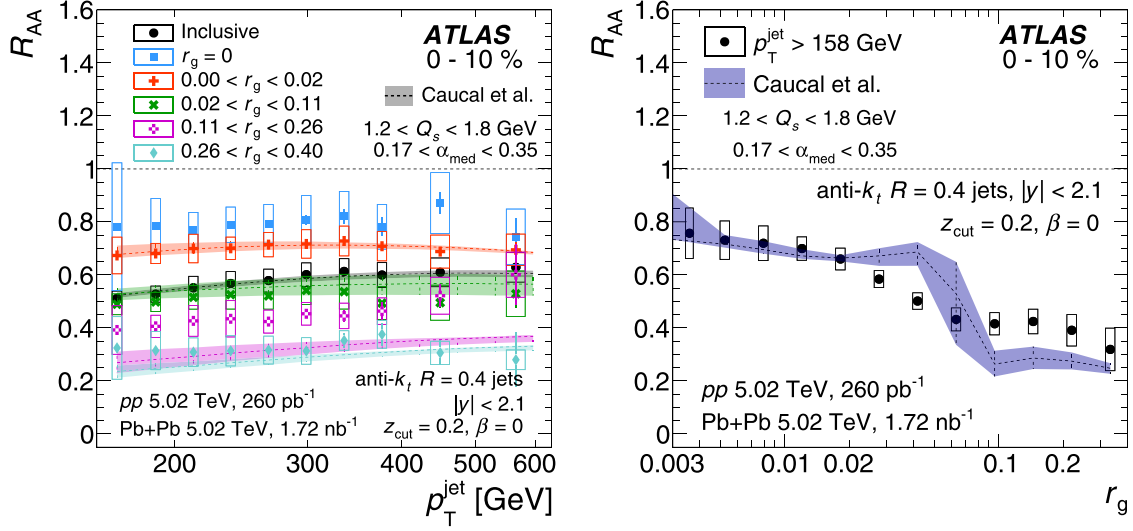 R_AA
1.6
1.4
1.2
1
0.8
0.6
0.4
0.2
0
Inclusive
r_g = 0
0.00 < r_g < 0.02
0.02 < r_g < 0.11
0.11 < r_g < 0.26
0.26 < r_g < 0.40
ATLAS
0 - 10 %
Caucal et al.
1.2 < Q_s < 1.8 GeV
0.17 < α_med < 0.35
anti-k_t R = 0.4 jets
|y| < 2.1
z_cut = 0.2, β = 0
pp 5.02 TeV, 260 pb^-1
Pb+Pb 5.02 TeV, 1.72 nb^-1
200 300 400 500 600
p_T^jet [GeV]
R_AA
1.6
1.4
1.2
1
0.8
0.6
0.4
0.2
0
p_T^jet > 158 GeV
Caucal et al.
ATLAS
0 - 10 %
1.2 < Q_s < 1.8 GeV
0.17 < α_med < 0.35
anti-k_t R = 0.4 jets, |y| < 2.1
z_cut = 0.2, β = 0
pp 5.02 TeV, 260 pb^-1
Pb+Pb 5.02 TeV, 1.72 nb^-1
0.003 0.01 0.02 0.1 0.2
r_g